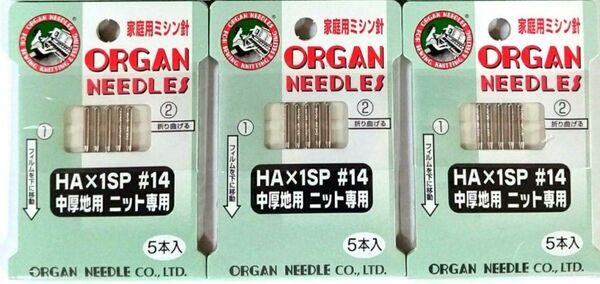 ORGAN NEEDLES
FOR SEWING, KNITTING & TUFTING
家庭用ミシン針
ORGAN
NEEDLES
①
②
折り曲げる
フィルムを下に移動
HA×1SP #14
中厚地用 ニット専用
5本入
ORGAN NEEDLE CO., LTD.
家庭用ミシン針
ORGAN
NEEDLES
①
②
折り曲げる
フィルムを下に移動
HA×1SP #14
中厚地用 ニット専用
5本入
ORGAN NEEDLE CO., LTD.
家庭用ミシン針
ORGAN
NEEDLES
①
②
折り曲げる
フィルムを下に移動
HA×1SP #14
中厚地用 ニット専用
5本入
ORGAN NEEDLE CO., LTD.